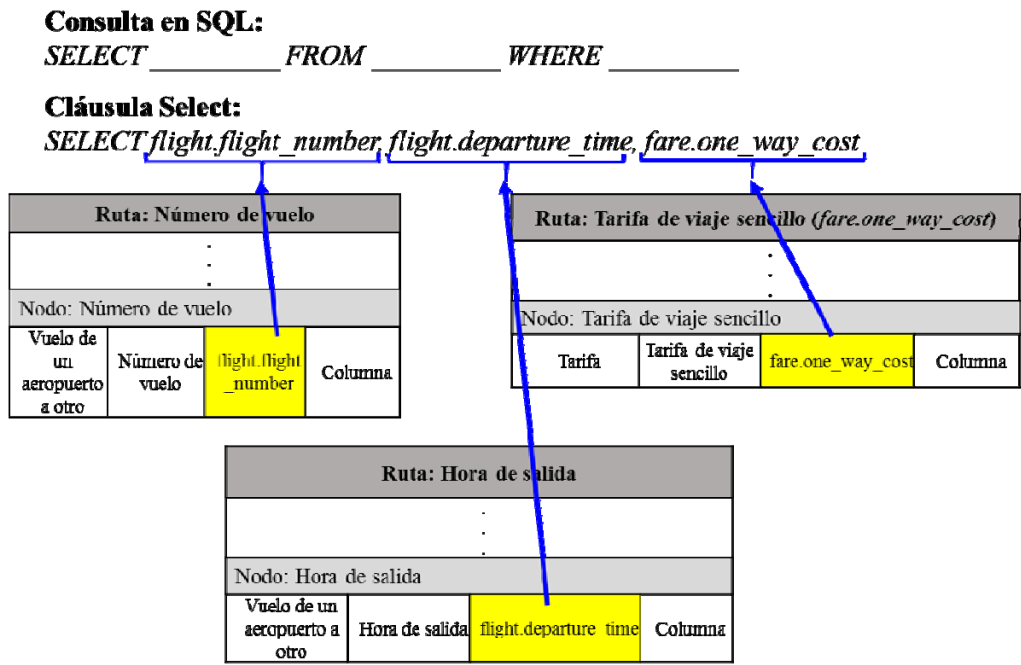 Consulta en SQL:
SELECT __________ FROM __________ WHERE __________
Cláusula Select:
SELECT flight.flight_number, flight.departure_time, fare.one_way_cost
Ruta: Número de vuelo
Nodo: Número de vuelo
Vuelo de
un
aeropuerto
a otro
Número de
vuelo
flight.flight
_number
Columna
Ruta: Tarifa de viaje sencillo (fare.one_way_cost)
Nodo: Tarifa de viaje sencillo
Tarifa
Tarifa de viaje
sencillo
fare.one_way_cost
Columna
Ruta: Hora de salida
Nodo: Hora de salida
Vuelo de un
aeropuerto a
otro
Hora de salida
flight.departure_time
Columna